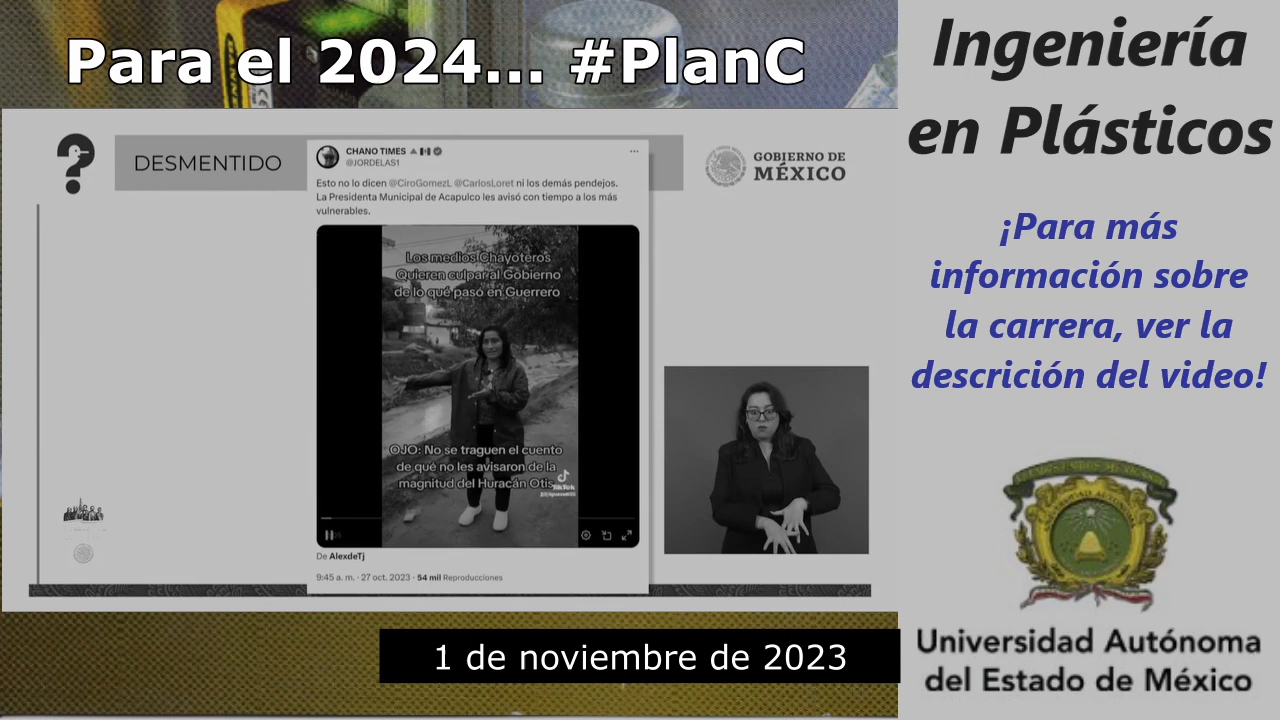 Para el 2024... #PlanC
DESMENTIDO
CHANO TIMES
@JORDELAS1
Esto no lo dicen @CiroGomezL @CarlosLoret ni los demás pendejos.
La Presidenta Municipal de Acapulco les avisó con tiempo a los más
vulnerables.
Los medios Chayoteros
Quieren culpar al Gobierno
de lo qué pasó en Guerrero
OJO: No se traguen el cuento
de qué no les avisaron de la
magnitud del Huracán Otis
TikTok
De AlexdeTj
9:45 a. m. · 27 oct. 2023 · 54 mil Reproducciones
GOBIERNO DE
MÉXICO
1 de noviembre de 2023
Ingeniería
en Plásticos
¡Para más
información sobre
la carrera, ver la
descrición del video!
Universidad Autónoma
del Estado de México